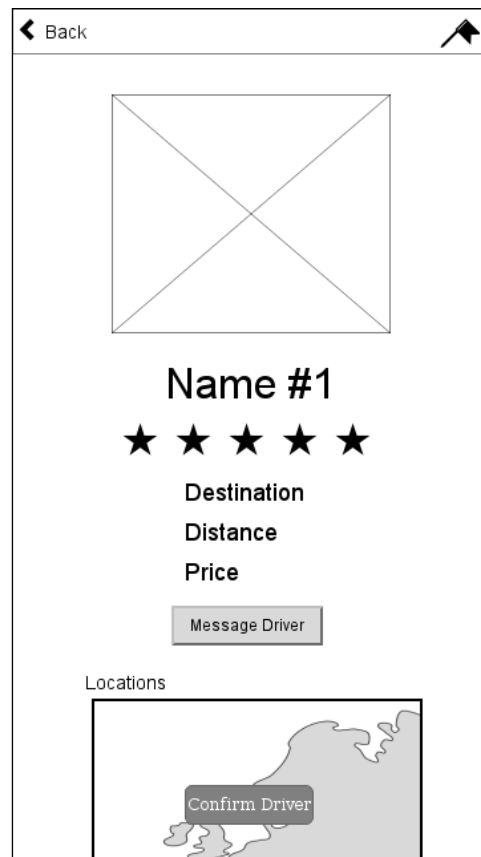 Back
Name #1
Destination
Distance
Price
Message Driver
Locations
Confirm Driver